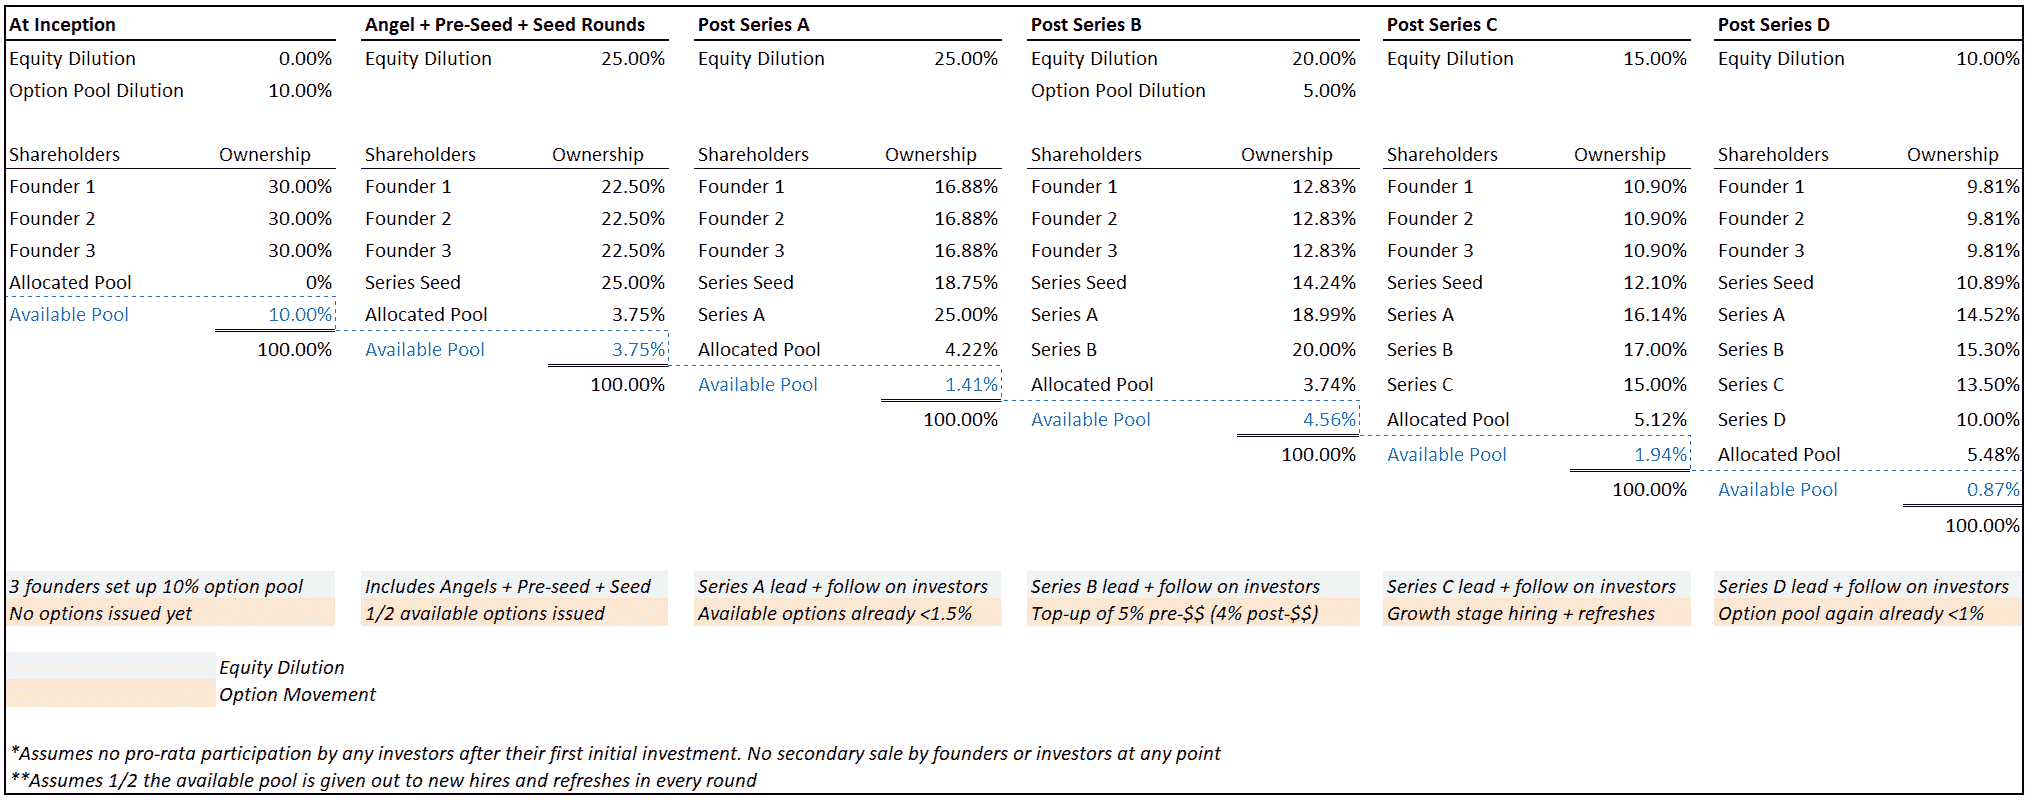 At Inception
Equity Dilution 0.00%
Option Pool Dilution 10.00%
Shareholders Ownership
Founder 1 30.00%
Founder 2 30.00%
Founder 3 30.00%
Allocated Pool 0%
Available Pool 10.00%
100.00%
3 founders set up 10% option pool
No options issued yet
Angel + Pre-Seed + Seed Rounds
Equity Dilution 25.00%
Shareholders Ownership
Founder 1 22.50%
Founder 2 22.50%
Founder 3 22.50%
Series Seed 25.00%
Allocated Pool 3.75%
Available Pool 3.75%
100.00%
Includes Angels + Pre-seed + Seed
1/2 available options issued
Post Series A
Equity Dilution 25.00%
Shareholders Ownership
Founder 1 16.88%
Founder 2 16.88%
Founder 3 16.88%
Series Seed 18.75%
Series A 25.00%
Allocated Pool 4.22%
Available Pool 1.41%
100.00%
Series A lead + follow on investors
Available options already <1.5%
Post Series B
Equity Dilution 20.00%
Option Pool Dilution 5.00%
Shareholders Ownership
Founder 1 12.83%
Founder 2 12.83%
Founder 3 12.83%
Series Seed 14.24%
Series A 18.99%
Series B 20.00%
Allocated Pool 3.74%
Available Pool 4.56%
100.00%
Series B lead + follow on investors
Top-up of 5% pre-$$ (4% post-$$)
Post Series C
Equity Dilution 15.00%
Shareholders Ownership
Founder 1 10.90%
Founder 2 10.90%
Founder 3 10.90%
Series Seed 12.10%
Series A 16.14%
Series B 17.00%
Series C 15.00%
Allocated Pool 5.12%
Available Pool 1.94%
100.00%
Series C lead + follow on investors
Growth stage hiring + refreshes
Post Series D
Equity Dilution 10.00%
Shareholders Ownership
Founder 1 9.81%
Founder 2 9.81%
Founder 3 9.81%
Series Seed 10.89%
Series A 14.52%
Series B 15.30%
Series C 13.50%
Series D 10.00%
Allocated Pool 5.48%
Available Pool 0.87%
100.00%
Series D lead + follow on investors
Option pool again already <1%
Equity Dilution
Option Movement
*Assumes no pro-rata participation by any investors after their first initial investment. No secondary sale by founders or investors at any point
**Assumes 1/2 the available pool is given out to new hires and refreshes in every round